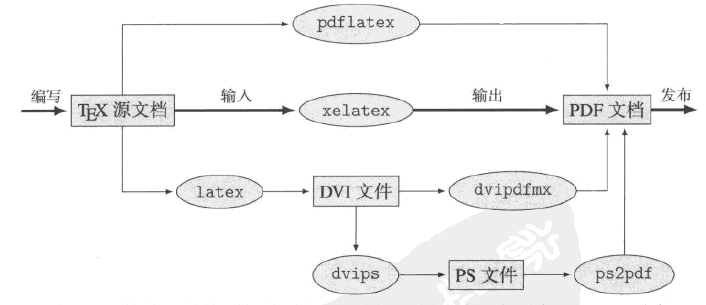 pdflatex
编写
TEX 源文档
输入
xelatex
输出
PDF 文档
发布
latex
DVI 文件
dvipdfmx
dvips
PS 文件
ps2pdf